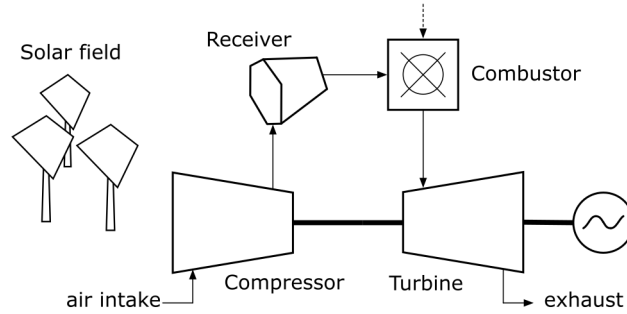 Receiver
Solar field
Combustor
Compressor
Turbine
air intake
exhaust